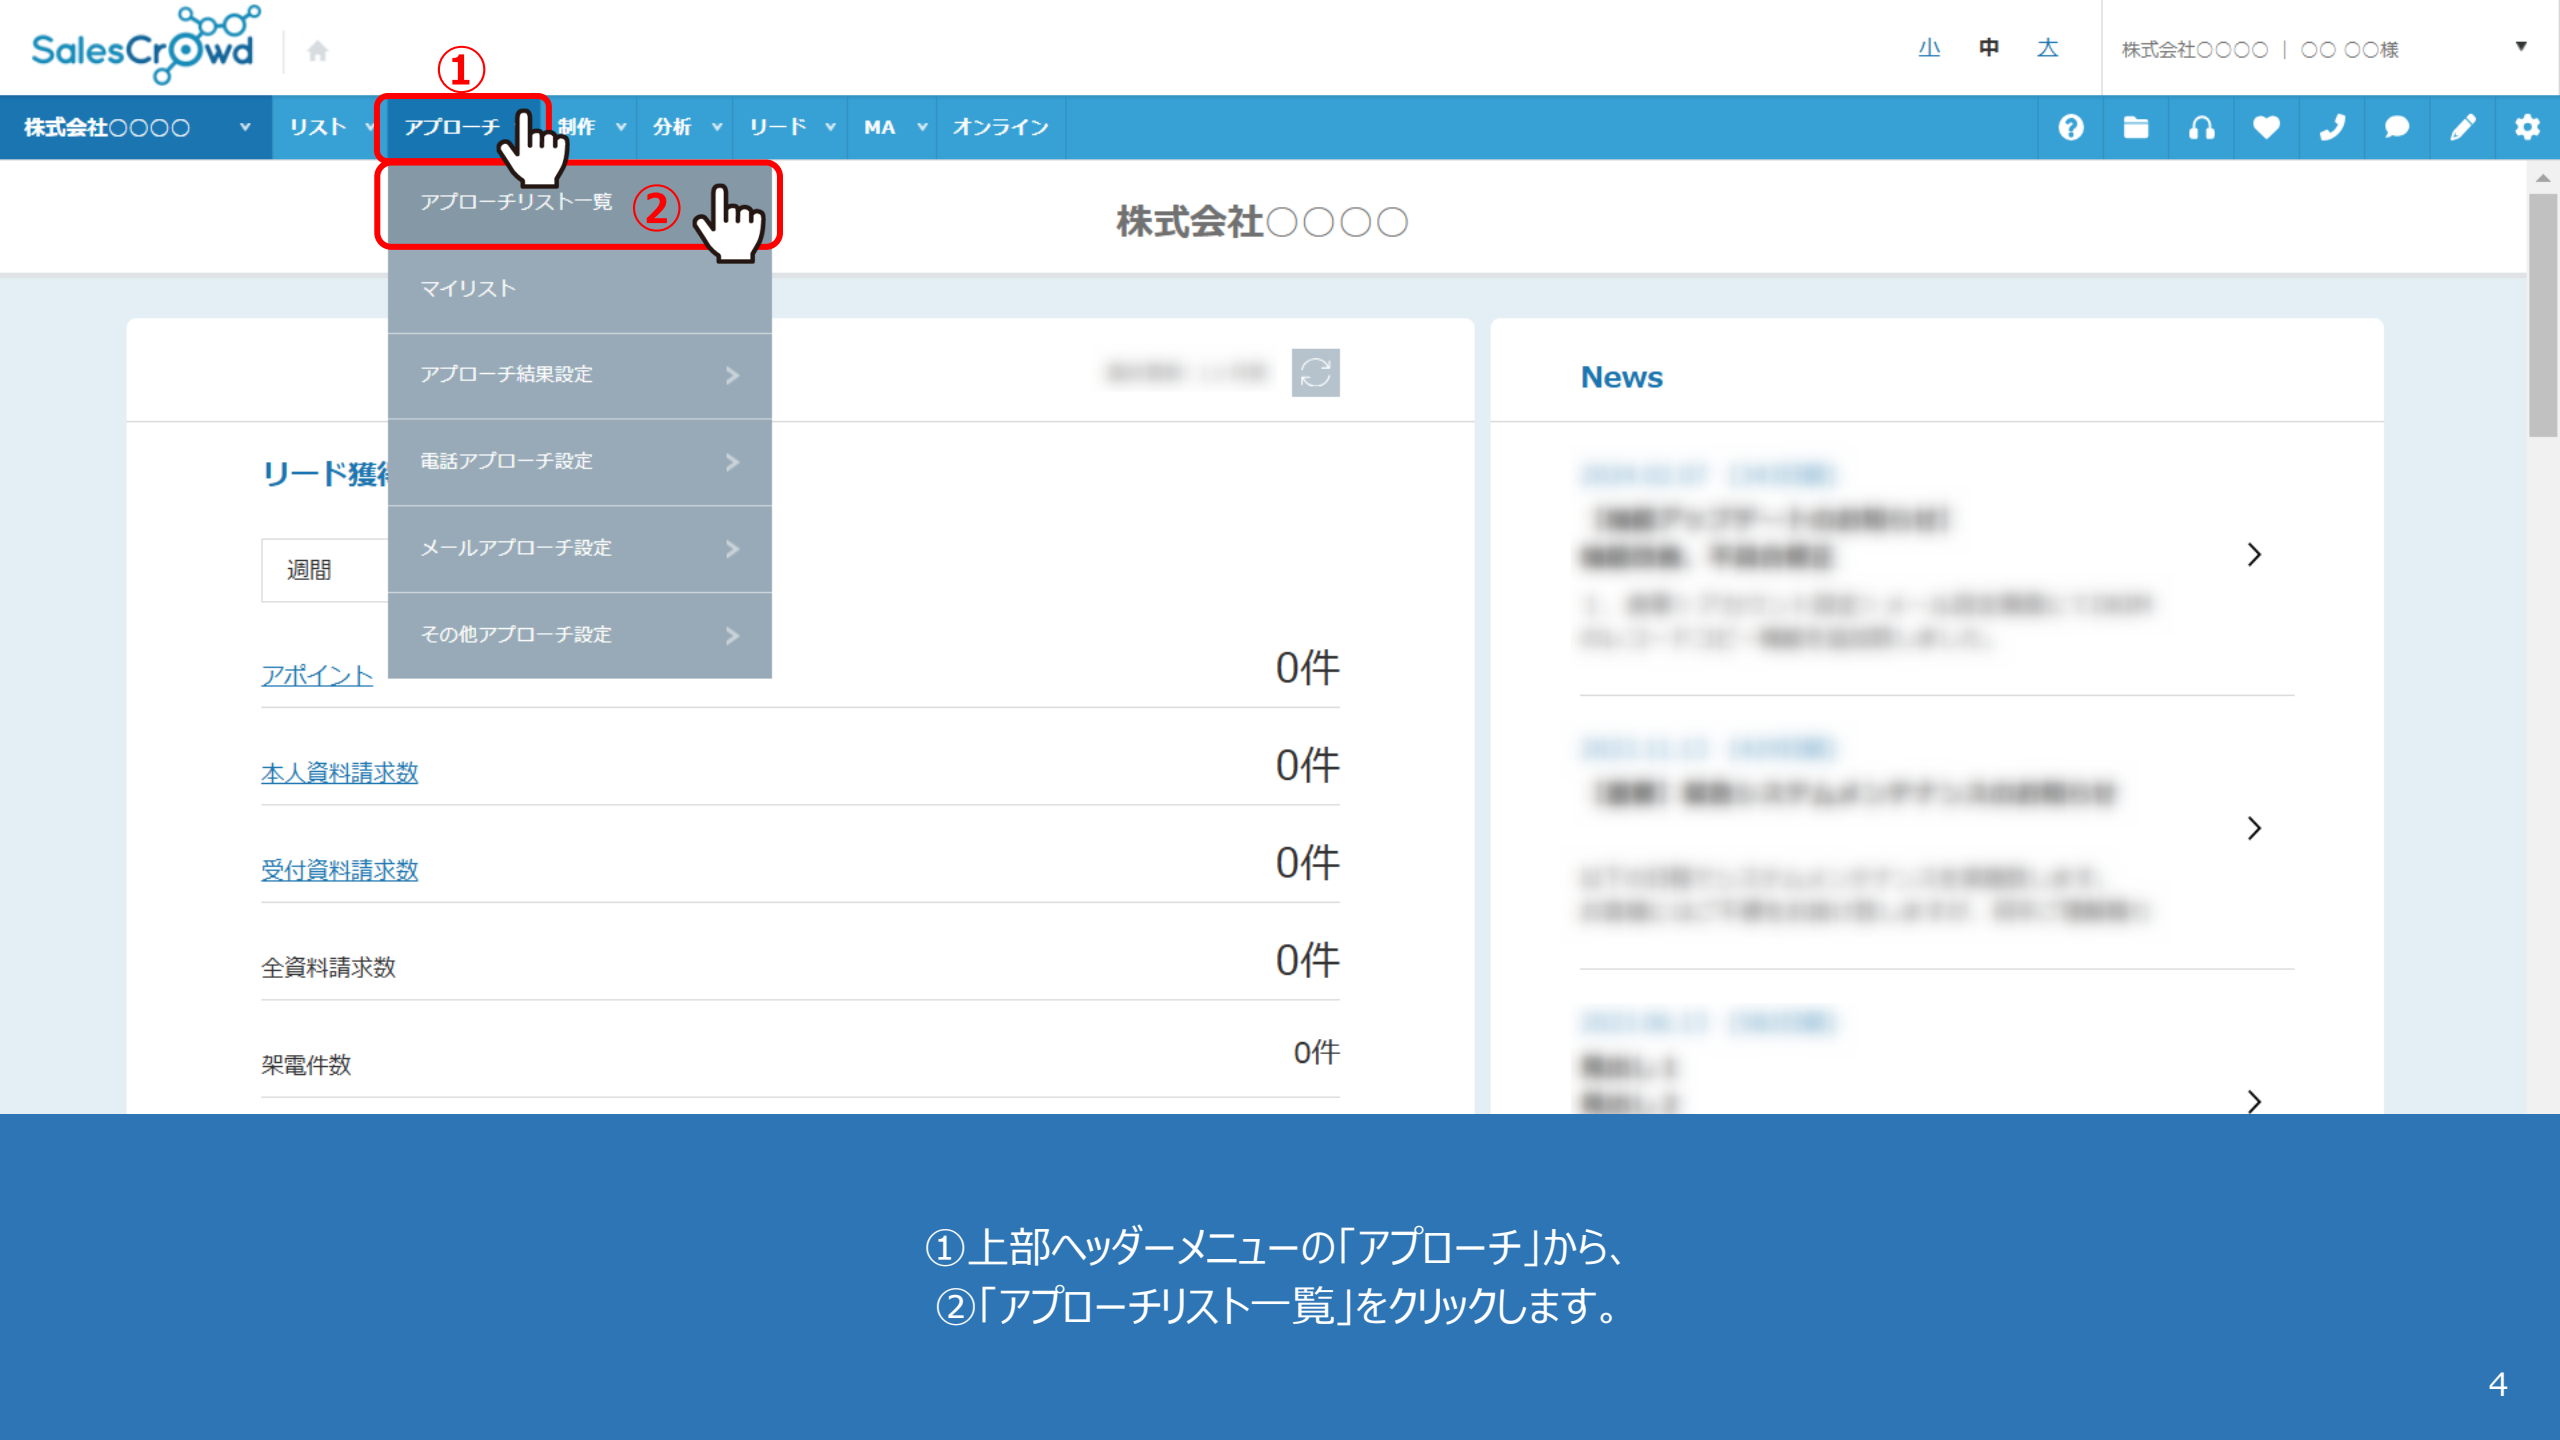 SalesCrowd
小 中 大
株式会社○○○○ | ○○ ○○様
①
株式会社○○○○ リスト アプローチ 制作 分析 リード MA オンライン
アプローチリスト一覧
②
株式会社○○○○
マイリスト
アプローチ結果設定
電話アプローチ設定
メールアプローチ設定
その他アプローチ設定
News
リード獲
週間
アポイント 0件
本人資料請求数 0件
受付資料請求数 0件
全資料請求数 0件
架電件数 0件
①上部ヘッダーメニューの「アプローチ」から、
②「アプローチリスト一覧」をクリックします。
4